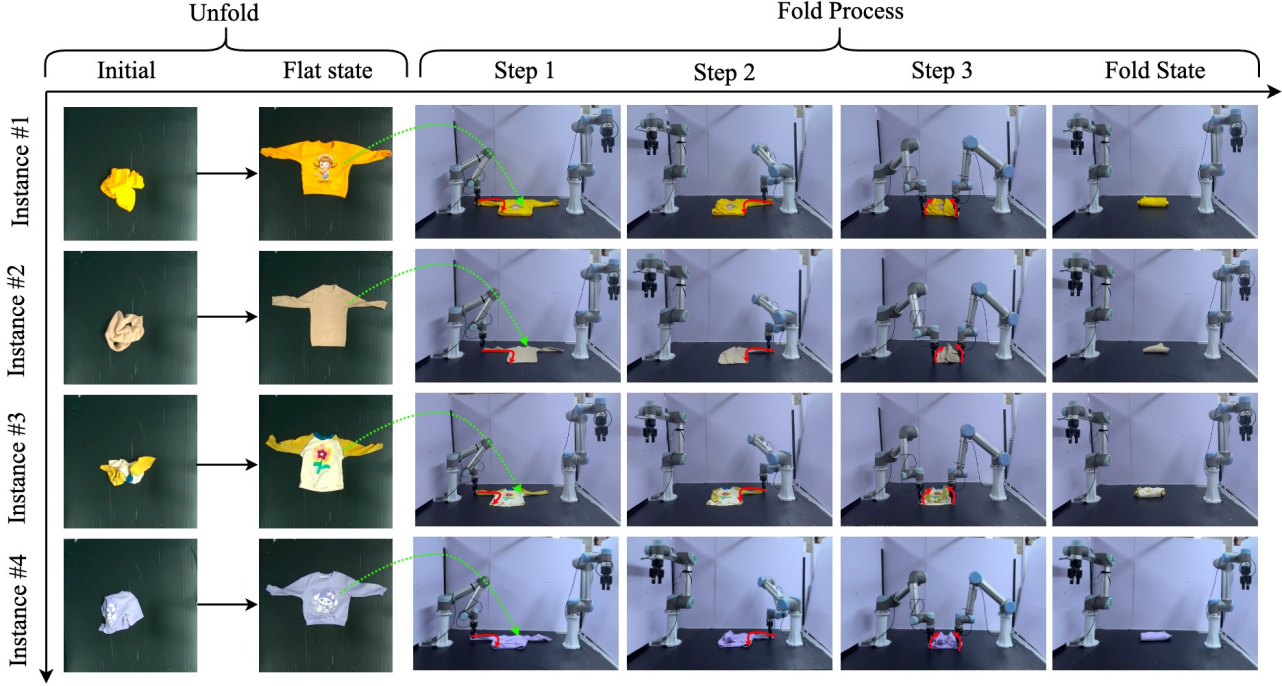 Unfold
Fold Process
Initial
Flat state
Step 1
Step 2
Step 3
Fold State
Instance #1
Instance #2
Instance #3
Instance #4